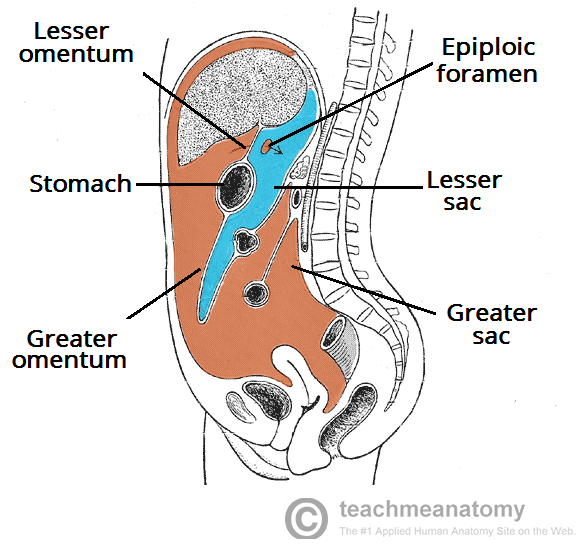 Lesser
omentum
Epiploic
foramen
Stomach
Lesser
sac
Greater
omentum
Greater
sac
© teachmeanatomy
The #1 Applied Human Anatomy Site on the Web.